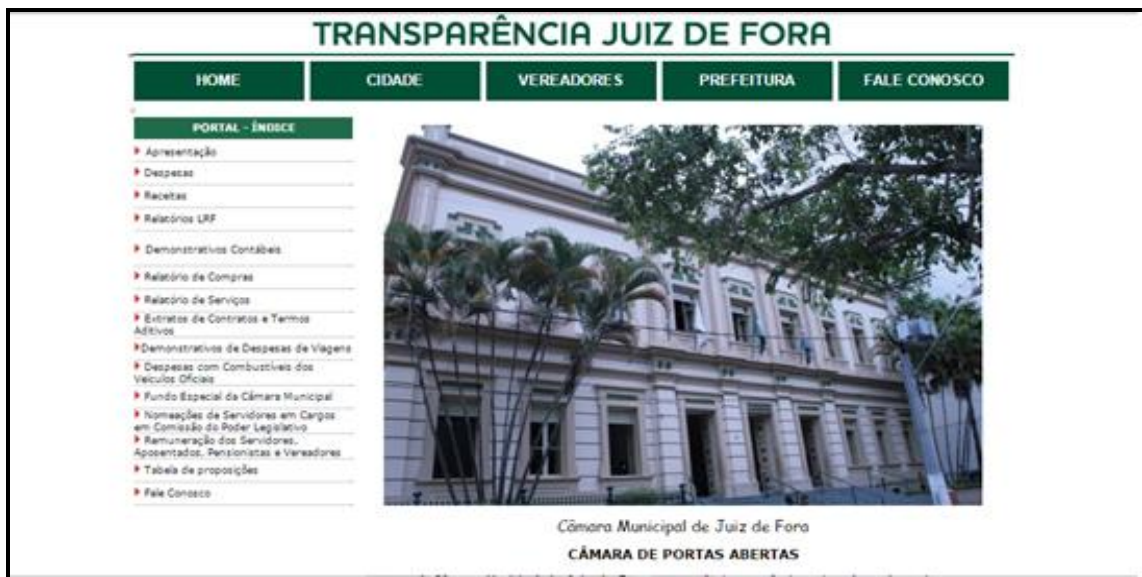 TRANSPARÊNCIA JUIZ DE FORA
HOME
CIDADE
VEREADORES
PREFEITURA
FALE CONOSCO
PORTAL - ÍNDICE
Apresentação
Despesas
Receitas
Relatórios LRF
Demonstrativos Contábeis
Relatório de Compras
Relatório de Serviços
Extratos de Contratos e Termos
Aditivos
Demonstrativos de Despesas de Viagens
Despesas com Combustíveis dos
Veículos Oficiais
Fundo Especial da Câmara Municipal
Nomeações de Servidores em Cargos
em Comissão do Poder Legislativo
Remuneração dos Servidores,
Aposentados, Pensionistas e Vereadores
Tabela de proposições
Fale Conosco
Câmara Municipal de Juiz de Fora
CÂMARA DE PORTAS ABERTAS